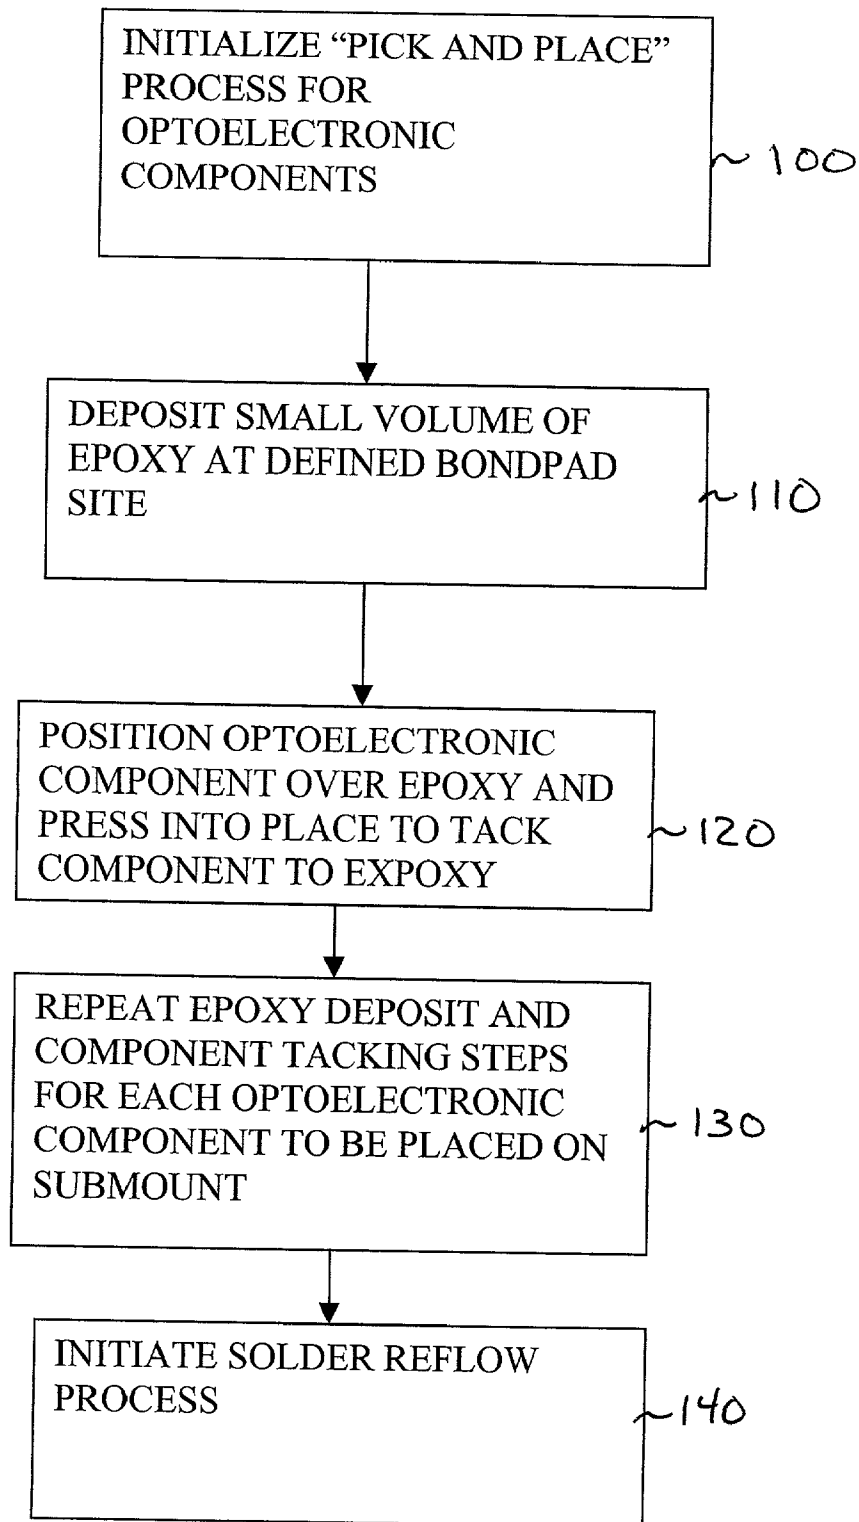 INITIALIZE “PICK AND PLACE”
PROCESS FOR
OPTOELECTRONIC
COMPONENTS
~ 100
DEPOSIT SMALL VOLUME OF
EPOXY AT DEFINED BONDPAD
SITE
~ 110
POSITION OPTOELECTRONIC
COMPONENT OVER EPOXY AND
PRESS INTO PLACE TO TACK
COMPONENT TO EXPOXY
~ 120
REPEAT EPOXY DEPOSIT AND
COMPONENT TACKING STEPS
FOR EACH OPTOELECTRONIC
COMPONENT TO BE PLACED ON
SUBMOUNT
~ 130
INITIATE SOLDER REFLOW
PROCESS
~ 140